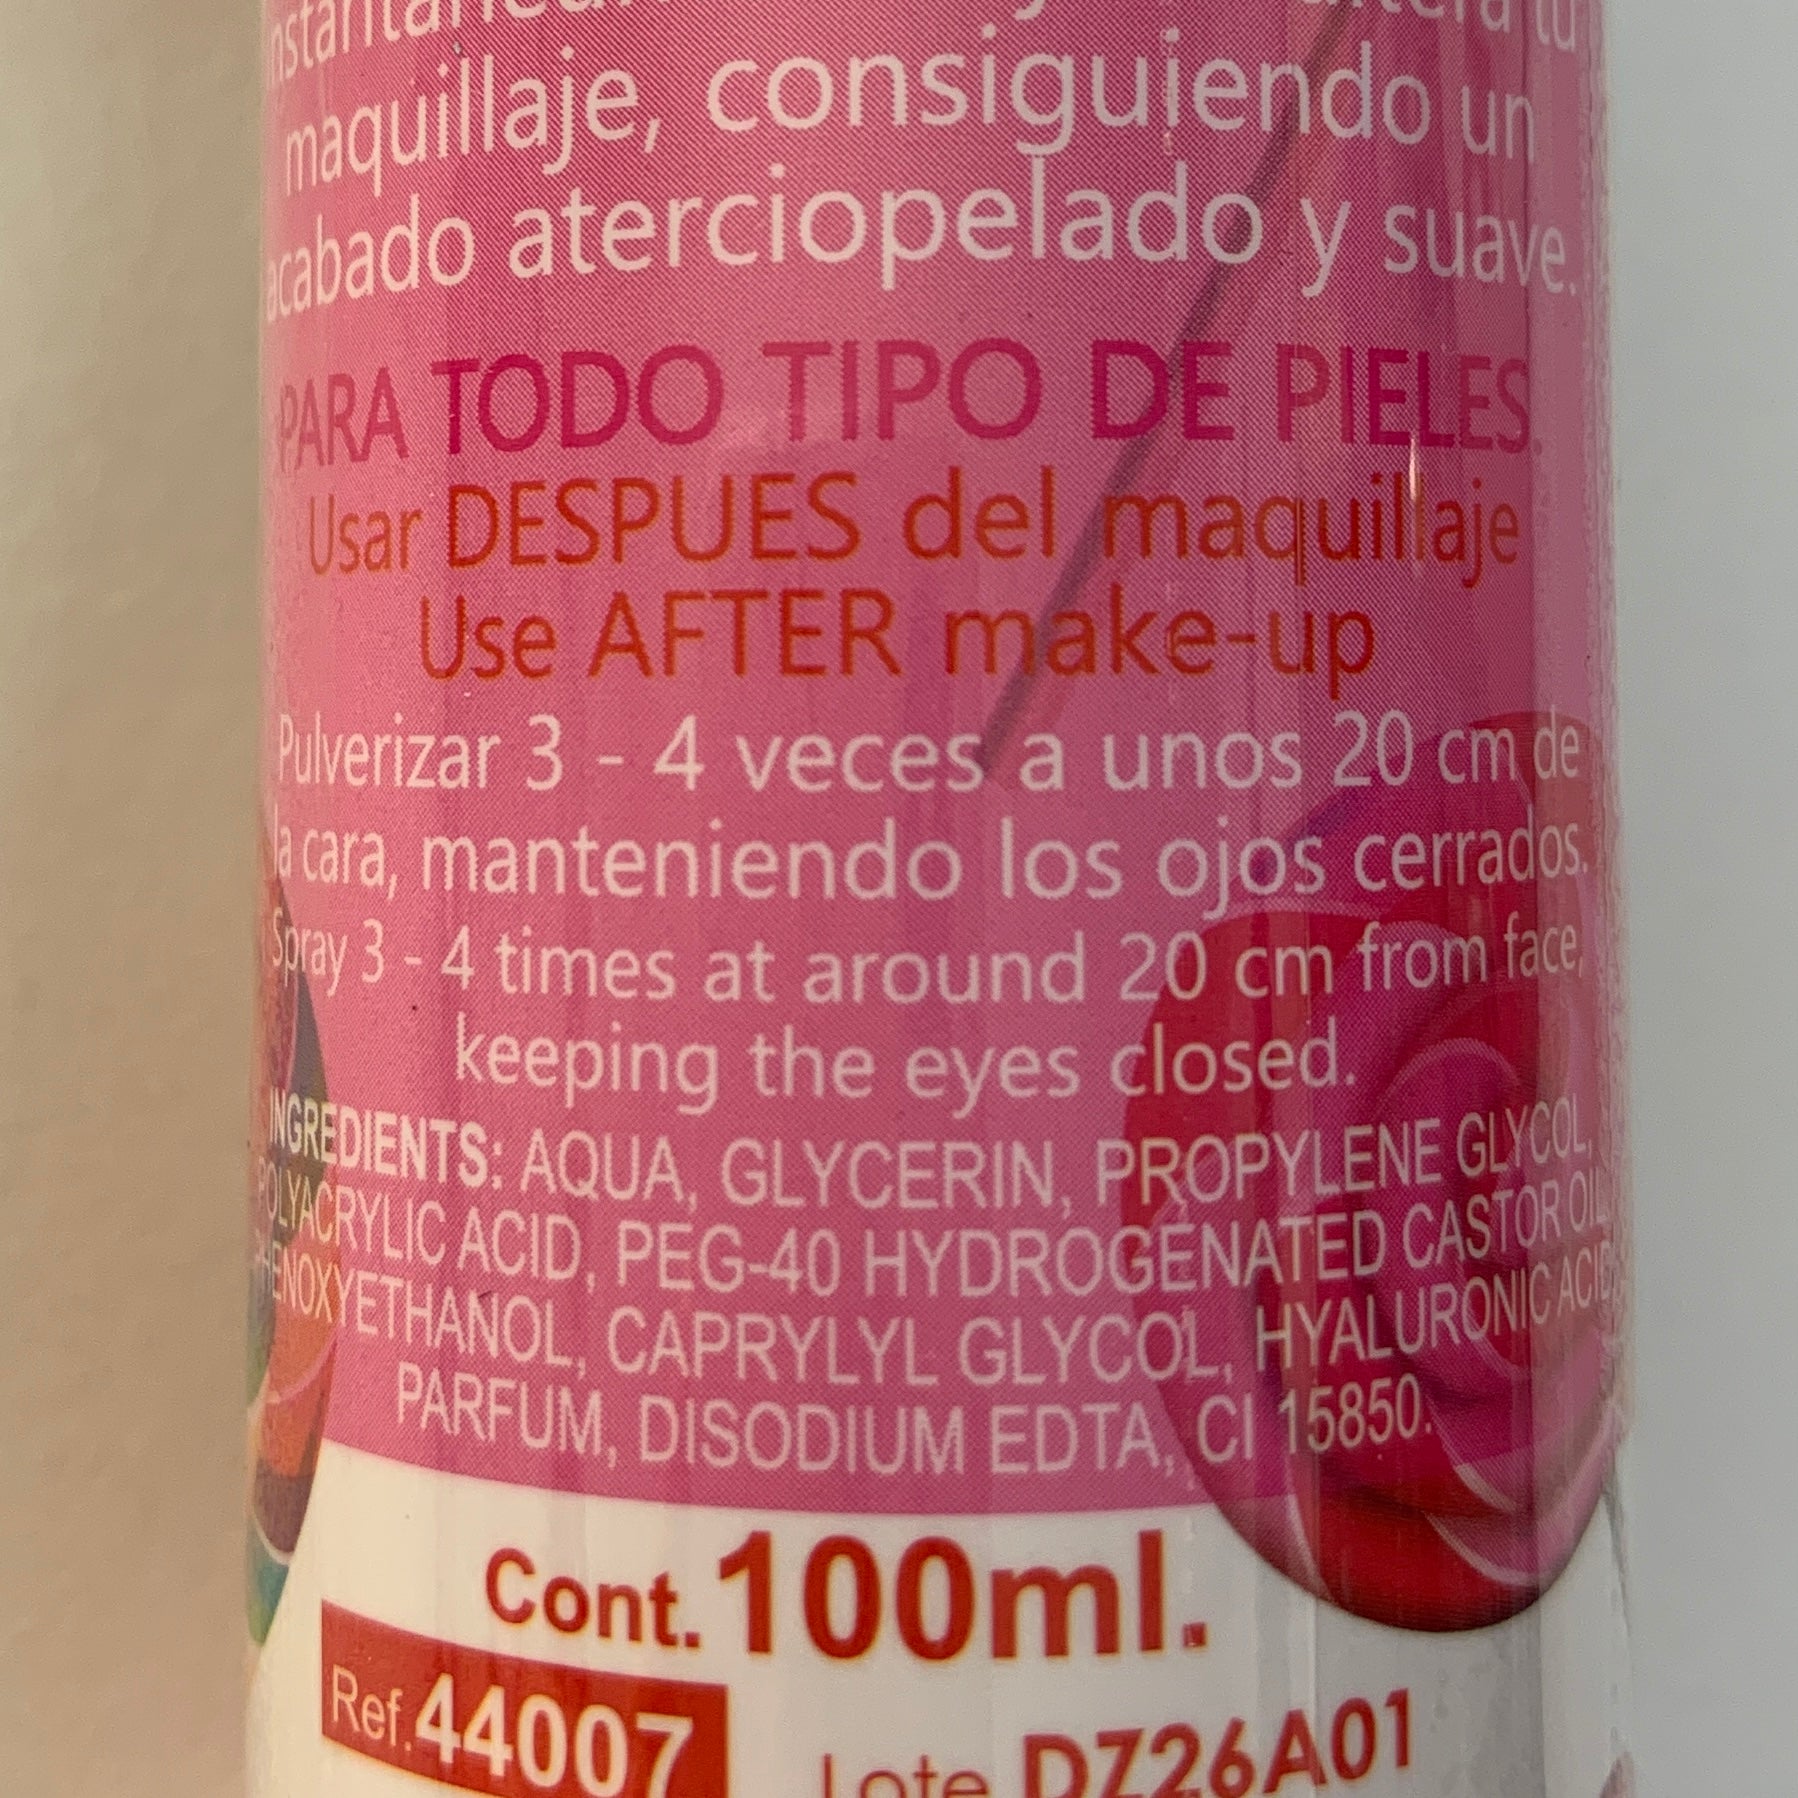 tu
maquillaje, consiguiendo un
acabado aterciopelado y suave.
PARA TODO TIPO DE PIELES.
Usar DESPUES del maquillaje
Use AFTER make-up
Pulverizar 3 - 4 veces a unos 20 cm de
la cara, manteniendo los ojos cerrados.
Spray 3 - 4 times at around 20 cm from face,
keeping the eyes closed.
INGREDIENTS: AQUA, GLYCERIN, PROPYLENE GLYCOL,
POLYACRYLIC ACID, PEG-40 HYDROGENATED CASTOR OIL,
PHENOXYETHANOL, CAPRYLYL GLYCOL, HYALURONIC ACID,
PARFUM, DISODIUM EDTA, CI 15850.
Cont. 100ml.
Ref. 44007
Lote DZ26A01